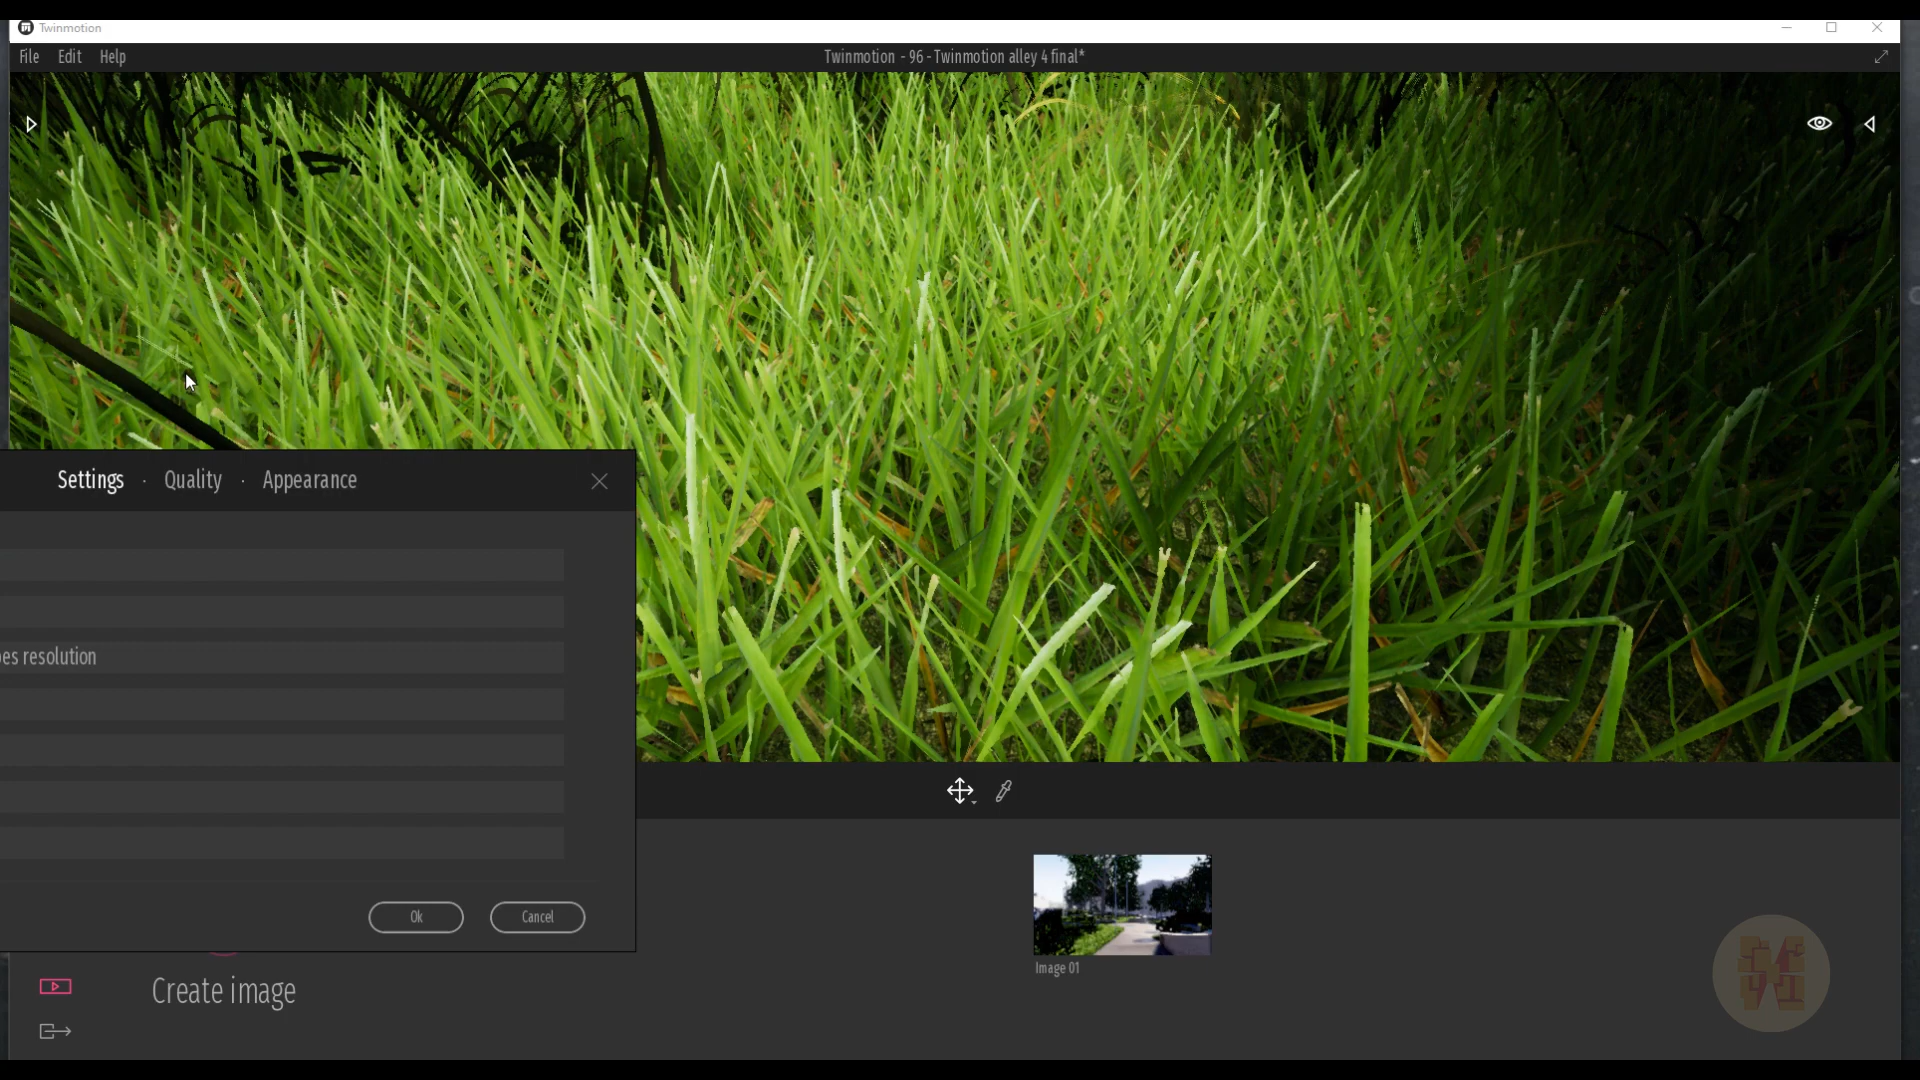 Twinmotion
File Edit Help
Twinmotion - 96 - Twinmotion alley 4 final*
Settings · Quality · Appearance
resolution
Ok
Cancel
Image 01
Create image